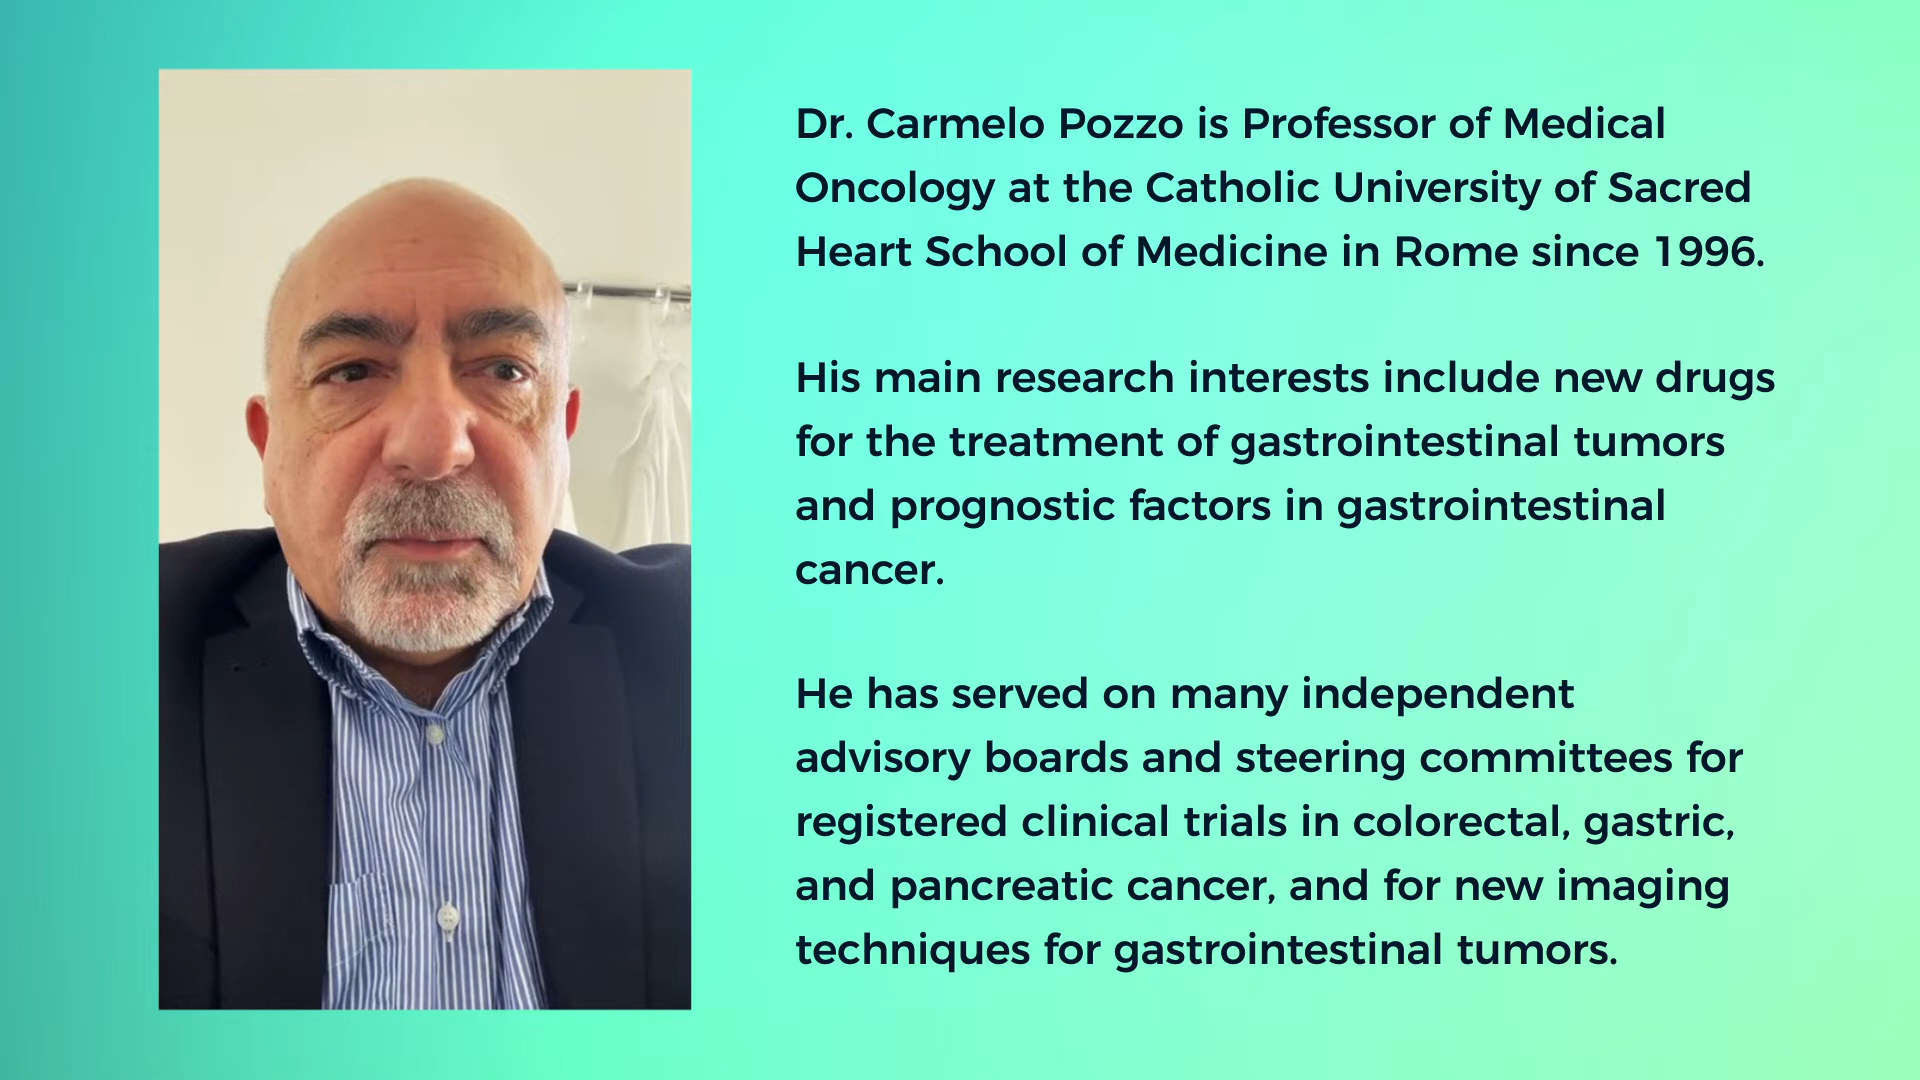 Dr. Carmelo Pozzo is Professor of Medical
Oncology at the Catholic University of Sacred
Heart School of Medicine in Rome since 1996.
His main research interests include new drugs
for the treatment of gastrointestinal tumors
and prognostic factors in gastrointestinal
cancer.
He has served on many independent
advisory boards and steering committees for
registered clinical trials in colorectal, gastric,
and pancreatic cancer, and for new imaging
techniques for gastrointestinal tumors.